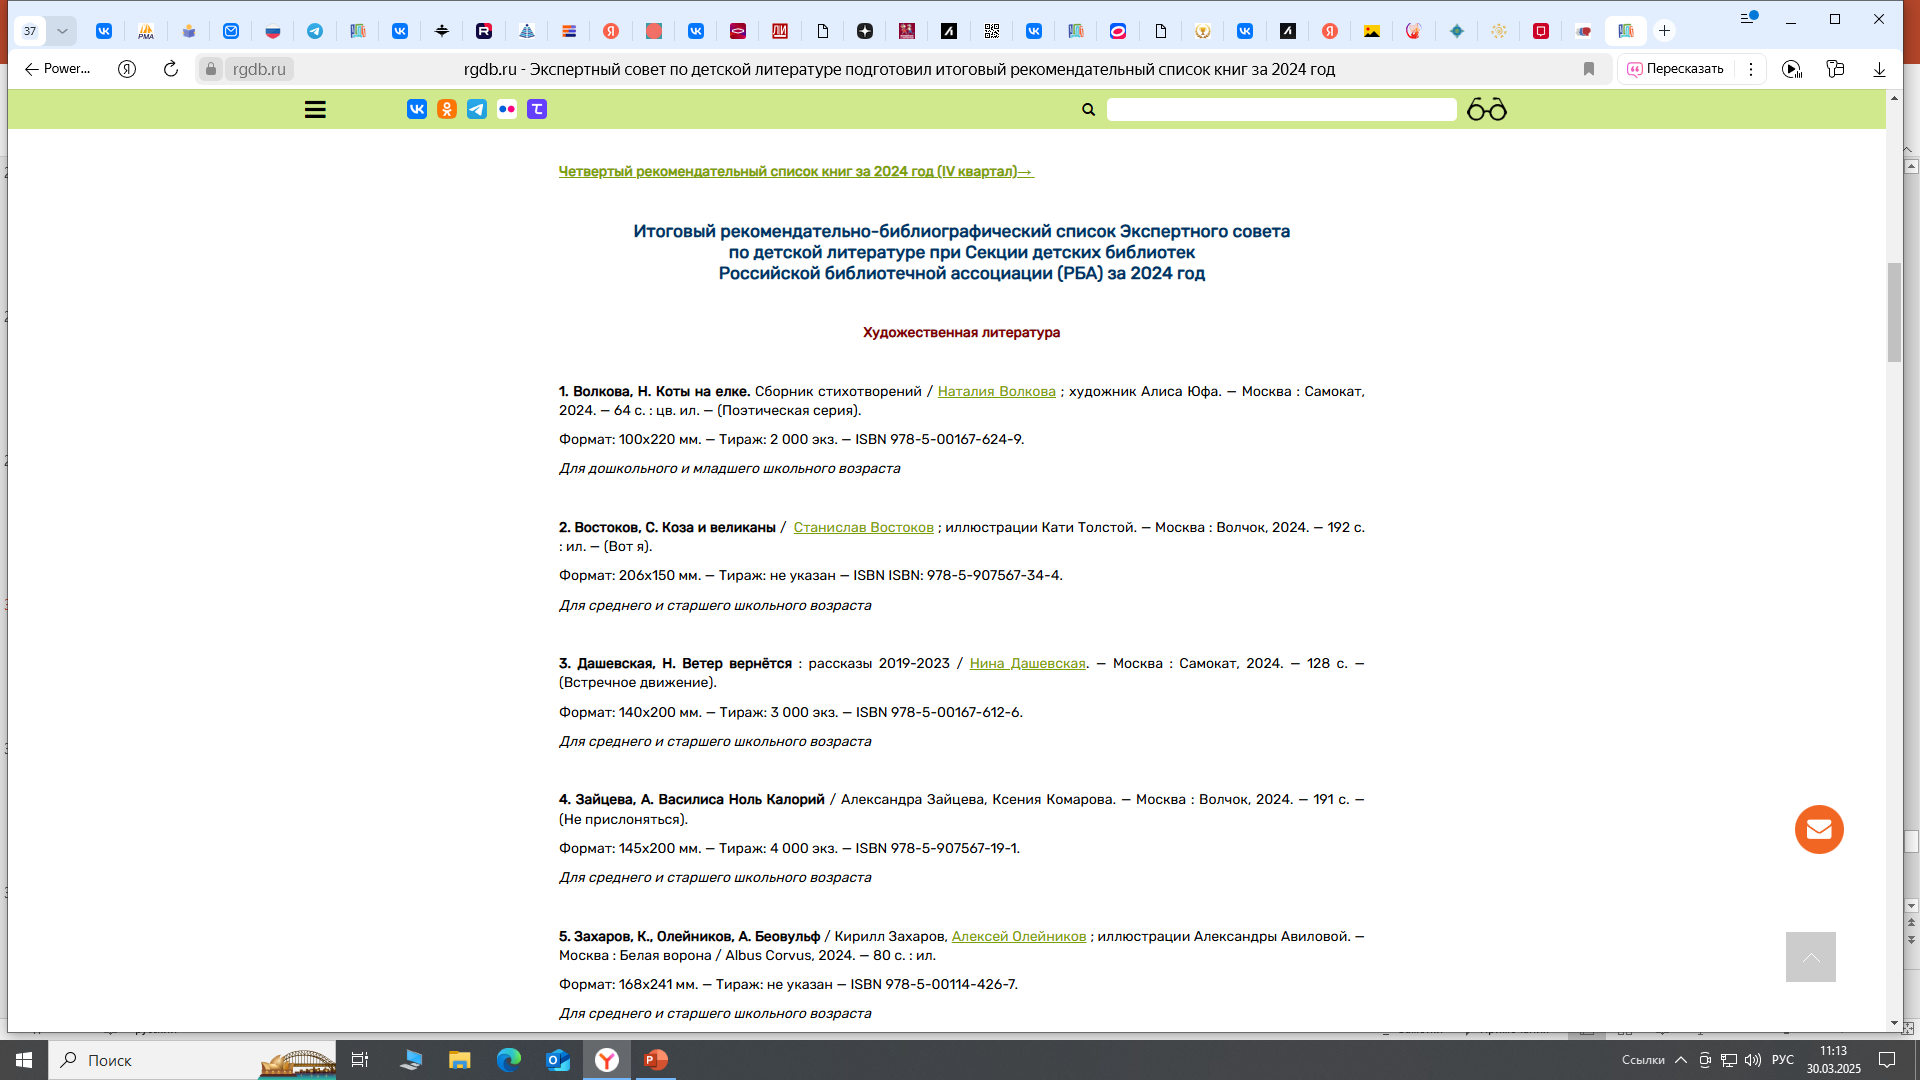 37
Power...
rgdb.ru
rgdb.ru - Экспертный совет по детской литературе подготовил итоговый рекомендательный список книг за 2024 год
Пересказать
Четвертый рекомендательный список книг за 2024 год (IV квартал)→
Итоговый рекомендательно-библиографический список Экспертного совета
по детской литературе при Секции детских библиотек
Российской библиотечной ассоциации (РБА) за 2024 год
Художественная литература
1. Волкова, Н. Коты на елке. Сборник стихотворений / Наталия Волкова ; художник Алиса Юфа. — Москва : Самокат,
2024. — 64 с. : цв. ил. — (Поэтическая серия).
Формат: 100х220 мм. — Тираж: 2 000 экз. — ISBN 978-5-00167-624-9.
Для дошкольного и младшего школьного возраста
2. Востоков, С. Коза и великаны / Станислав Востоков ; иллюстрации Кати Толстой. — Москва : Волчок, 2024. — 192 с.
: ил. — (Вот я).
Формат: 206х150 мм. — Тираж: не указан — ISBN ISBN: 978-5-907567-34-4.
Для среднего и старшего школьного возраста
3. Дашевская, Н. Ветер вернётся : рассказы 2019-2023 / Нина Дашевская. — Москва : Самокат, 2024. — 128 с. —
(Встречное движение).
Формат: 140х200 мм. — Тираж: 3 000 экз. — ISBN 978-5-00167-612-6.
Для среднего и старшего школьного возраста
4. Зайцева, А. Василиса Ноль Калорий / Александра Зайцева, Ксения Комарова. — Москва : Волчок, 2024. — 191 с. —
(Не прислоняться).
Формат: 145х200 мм. — Тираж: 4 000 экз. — ISBN 978-5-907567-19-1.
Для среднего и старшего школьного возраста
5. Захаров, К., Олейников, А. Беовульф / Кирилл Захаров, Алексей Олейников ; иллюстрации Александры Авиловой. —
Москва : Белая ворона / Albus Corvus, 2024. — 80 с. : ил.
Формат: 168х241 мм. — Тираж: не указан — ISBN 978-5-00114-426-7.
Для среднего и старшего школьного возраста
Поиск
Ссылки
РУС
11:13
30.03.2025